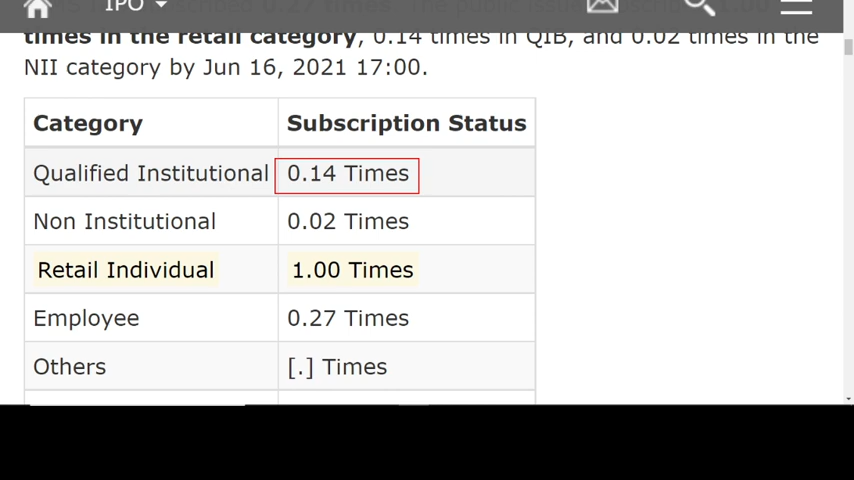 IPO
times in the retail category, 0.14 times in QIB, and 0.02 times in the
NII category by Jun 16, 2021 17:00.
Category Subscription Status
Qualified Institutional 0.14 Times
Non Institutional 0.02 Times
Retail Individual 1.00 Times
Employee 0.27 Times
Others [.] Times